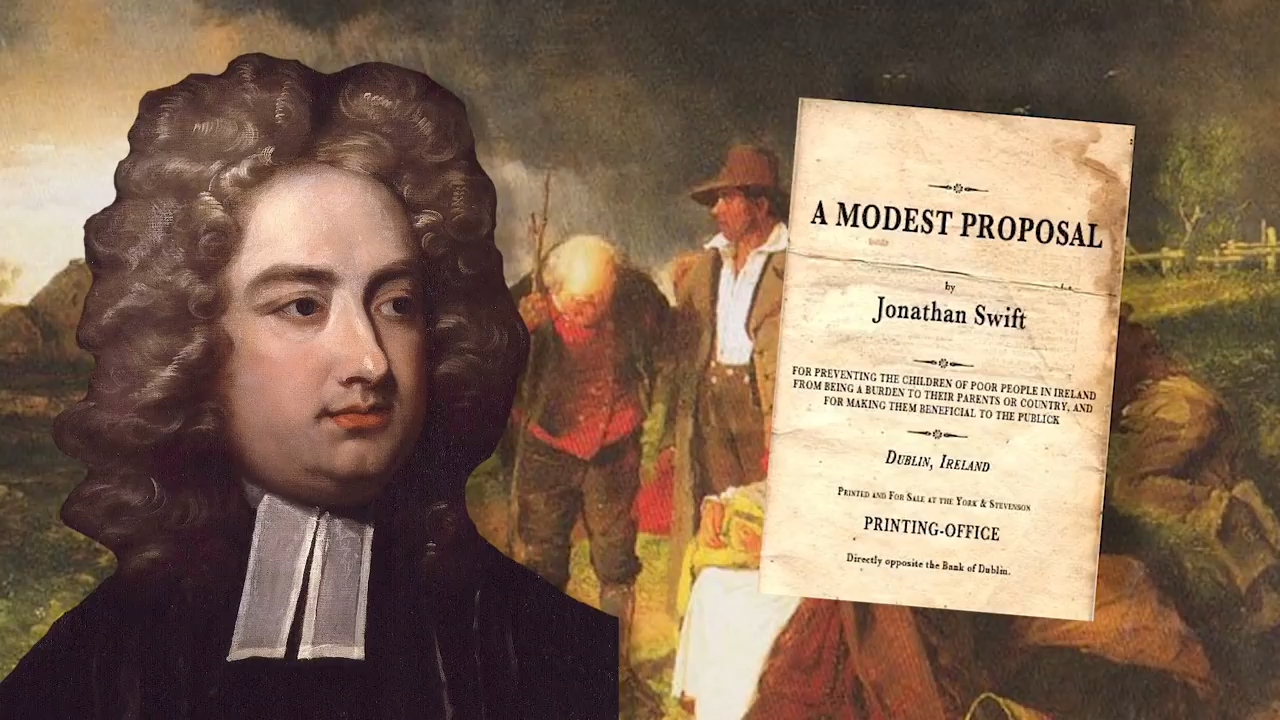 A MODEST PROPOSAL
by
Jonathan Swift
FOR PREVENTING THE CHILDREN OF POOR PEOPLE IN IRELAND
FROM BEING A BURDEN TO THEIR PARENTS OR COUNTRY, AND
FOR MAKING THEM BENEFICIAL TO THE PUBLICK
DUBLIN, IRELAND
PRINTED AND FOR SALE AT THE YORK & STEVENSON
PRINTING-OFFICE
Directly opposite the Bank of Dublin.